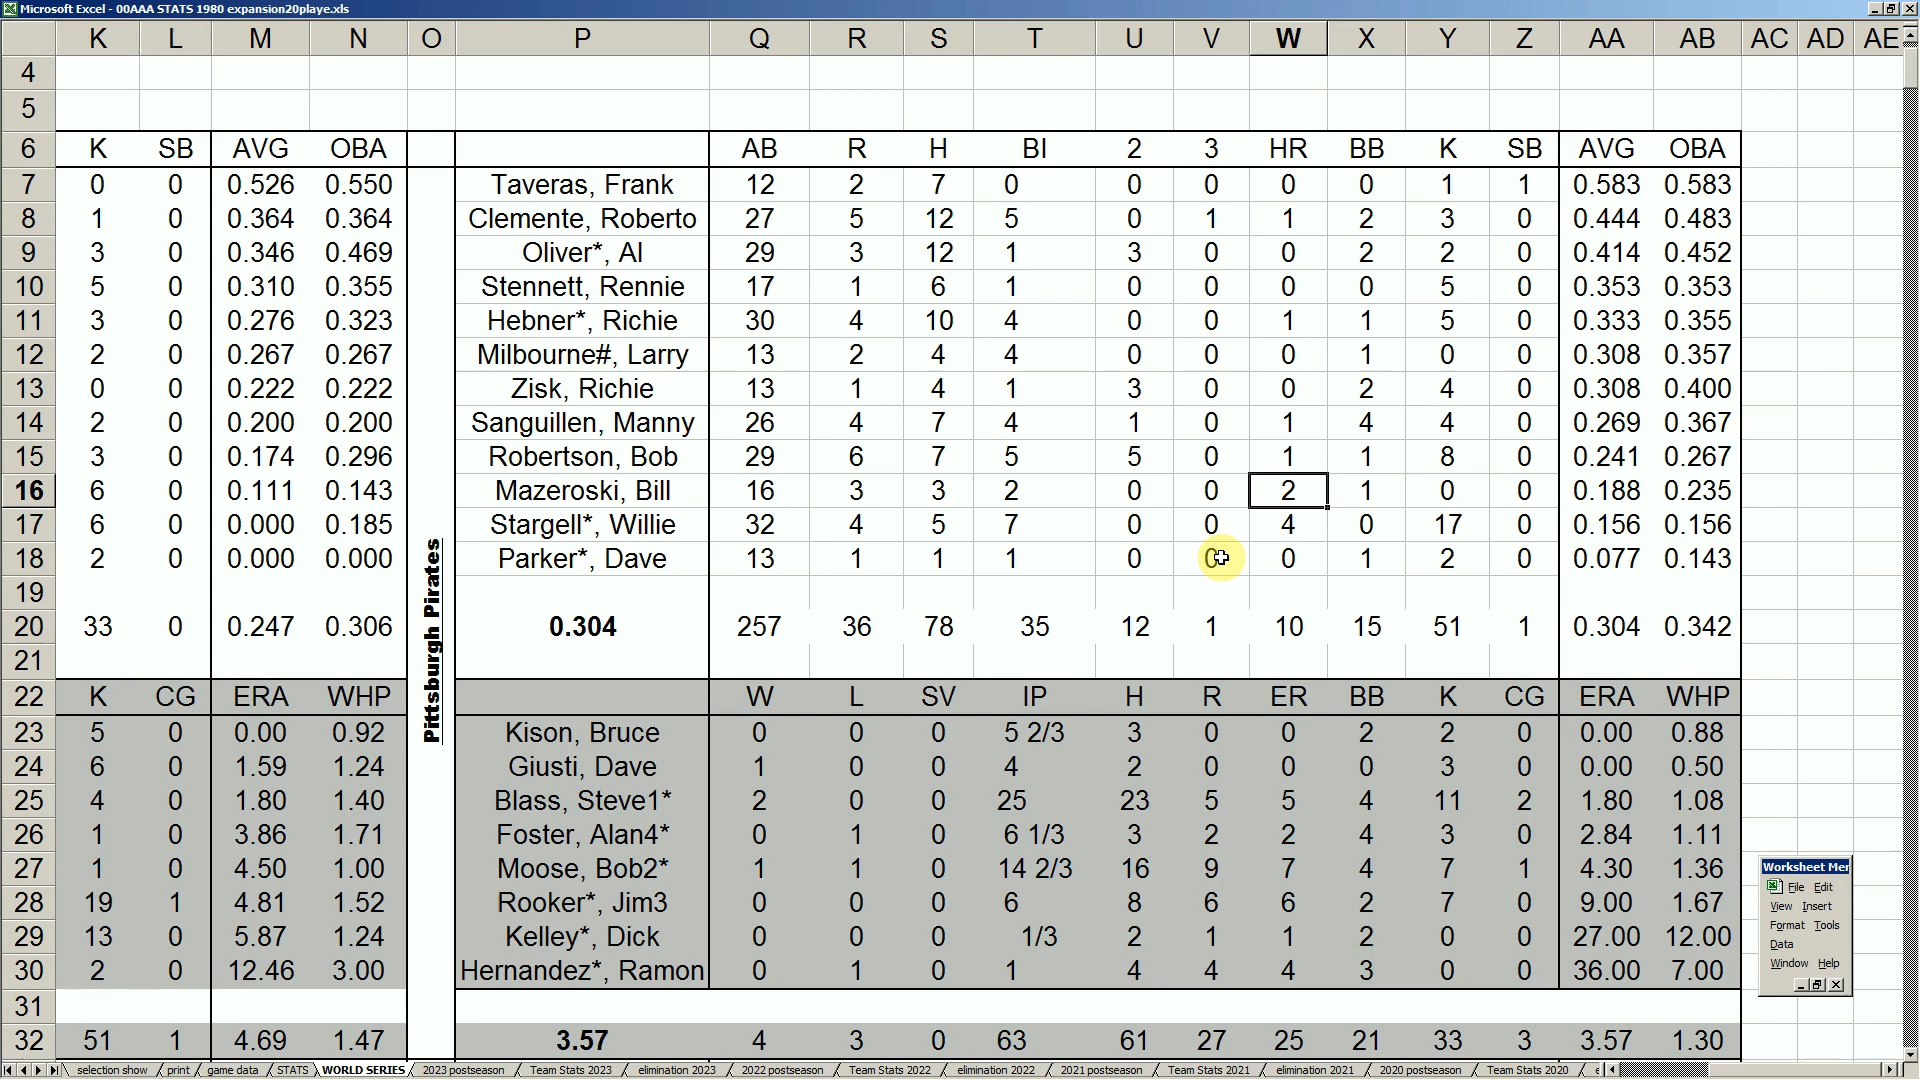 Microsoft Excel - 00AAA STATS 1980 expansion20playe.xls
K L M N O P Q R S T U V W X Y Z AA AB AC AD AE
4
5
6 K SB AVG OBA AB R H BI 2 3 HR BB K SB AVG OBA
7 0 0 0.526 0.550 Taveras, Frank 12 2 7 0 0 0 0 0 1 1 0.583 0.583
8 1 0 0.364 0.364 Clemente, Roberto 27 5 12 5 0 1 1 2 3 0 0.444 0.483
9 3 0 0.346 0.469 Oliver*, Al 29 3 12 1 3 0 0 2 2 0 0.414 0.452
10 5 0 0.310 0.355 Stennett, Rennie 17 1 6 1 0 0 0 0 5 0 0.353 0.353
11 3 0 0.276 0.323 Hebner*, Richie 30 4 10 4 0 0 1 1 5 0 0.333 0.355
12 2 0 0.267 0.267 Milbourne#, Larry 13 2 4 4 0 0 0 1 0 0 0.308 0.357
13 0 0 0.222 0.222 Zisk, Richie 13 1 4 1 3 0 0 2 4 0 0.308 0.400
14 2 0 0.200 0.200 Sanguillen, Manny 26 4 7 4 1 0 1 4 4 0 0.269 0.367
15 3 0 0.174 0.296 Robertson, Bob 29 6 7 5 5 0 1 1 8 0 0.241 0.267
16 6 0 0.111 0.143 Mazeroski, Bill 16 3 3 2 0 0 2 1 0 0 0.188 0.235
17 6 0 0.000 0.185 Stargell*, Willie 32 4 5 7 0 0 4 0 17 0 0.156 0.156
18 2 0 0.000 0.000 Parker*, Dave 13 1 1 1 0 0 0 1 2 0 0.077 0.143
19
20 33 0 0.247 0.306 0.304 257 36 78 35 12 1 10 15 51 1 0.304 0.342
21
Pittsburgh Pirates
22 K CG ERA WHP W L SV IP H R ER BB K CG ERA WHP
23 5 0 0.00 0.92 Kison, Bruce 0 0 0 5 2/3 3 0 0 2 2 0 0.00 0.88
24 6 0 1.59 1.24 Giusti, Dave 1 0 0 4 2 0 0 0 3 0 0.00 0.50
25 4 0 1.80 1.40 Blass, Steve1* 2 0 0 25 23 5 5 4 11 2 1.80 1.08
26 1 0 3.86 1.71 Foster, Alan4* 0 1 0 6 1/3 3 2 2 4 3 0 2.84 1.11
27 1 0 4.50 1.00 Moose, Bob2* 1 1 0 14 2/3 16 9 7 4 7 1 4.30 1.36
28 19 1 4.81 1.52 Rooker*, Jim3 0 0 0 6 8 6 6 2 7 0 9.00 1.67
29 13 0 5.87 1.24 Kelley*, Dick 0 0 0 1/3 2 1 1 2 0 0 27.00 12.00
30 2 0 12.46 3.00 Hernandez*, Ramon 0 1 0 1 4 4 4 3 0 0 36.00 7.00
31
32 51 1 4.69 1.47 3.57 4 3 0 63 61 27 25 21 33 3 3.57 1.30
Worksheet Mer
File Edit
View Insert
Format Tools
Data
Window Help
selection show print game data STATS WORLD SERIES 2023 postseason Team Stats 2023 elimination 2023 2022 postseason Team Stats 2022 elimination 2022 2021 postseason Team Stats 2021 elimination 2021 2020 postseason Team Stats 2020 e